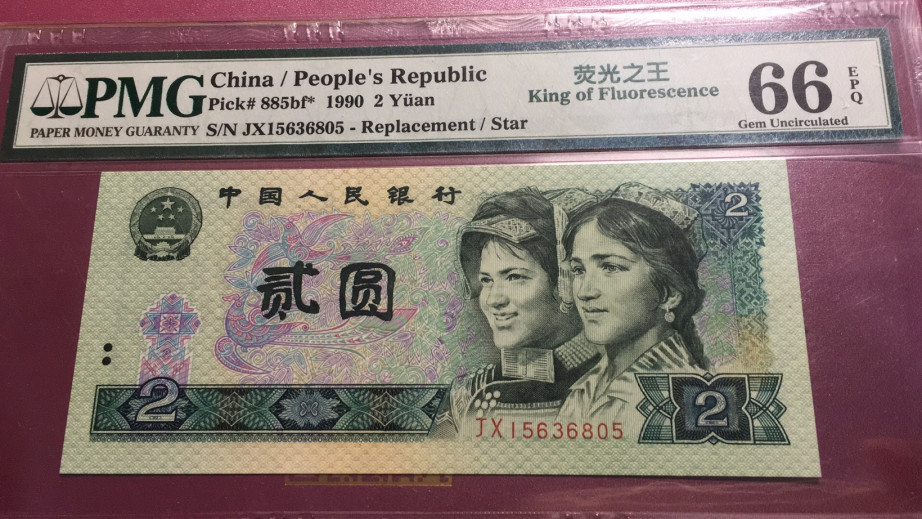 PMG
PAPER MONEY GUARANTY
China / People's Republic
Pick# 885bf* 1990 2 Yüan
S/N JX15636805 - Replacement / Star
荧光之王
King of Fluorescence
66 EPQ
Gem Uncirculated
中国人民银行
2
贰圆
2
JX15636805
2